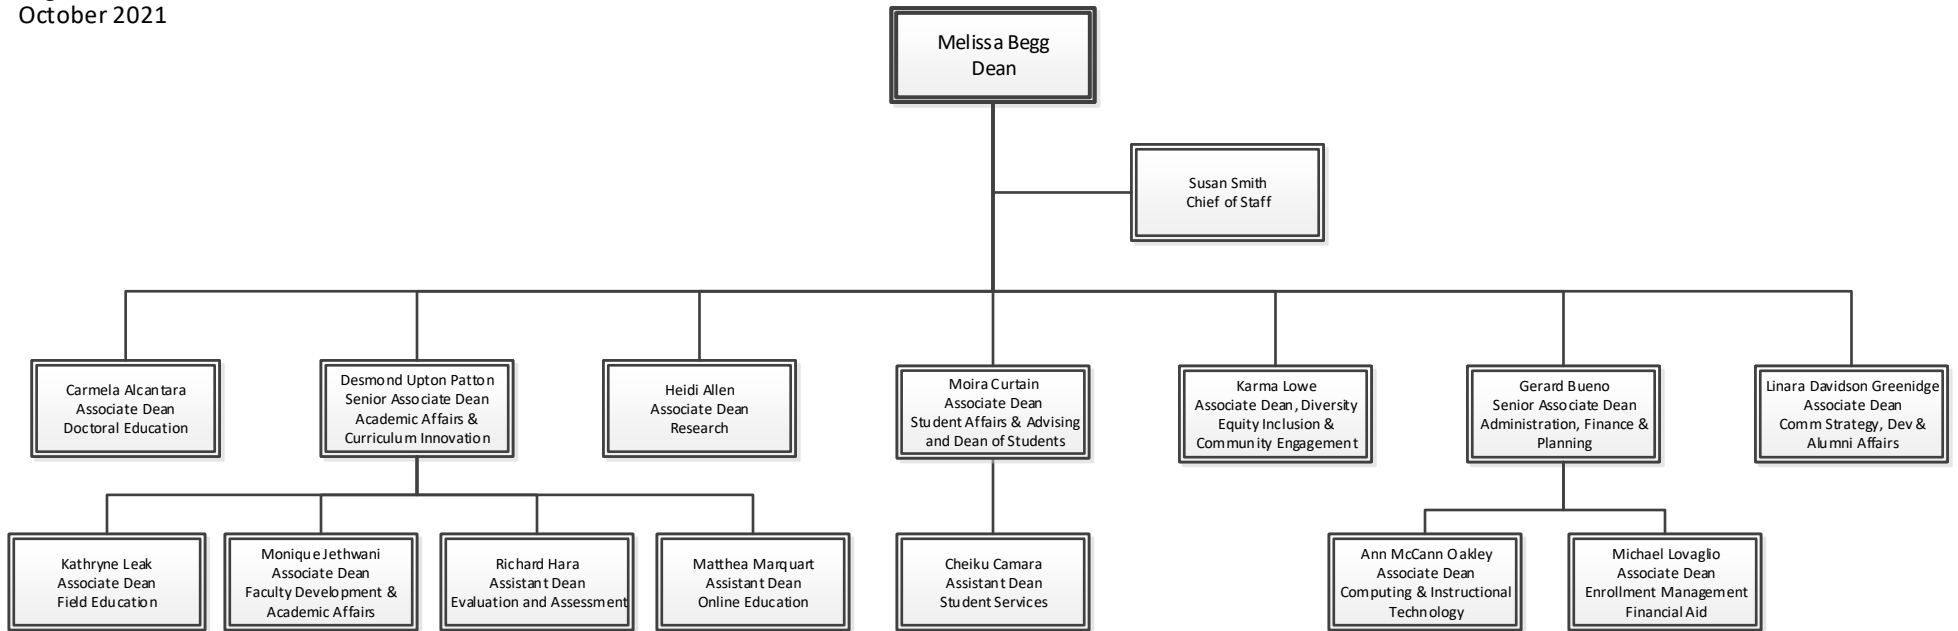 October 2021
Melissa Begg
Dean
Susan Smith
Chief of Staff
Carmela Alcantara
Associate Dean
Doctoral Education
Desmond Upton Patton
Senior Associate Dean
Academic Affairs &
Curriculum Innovation
Heidi Allen
Associate Dean
Research
Moira Curtain
Associate Dean
Student Affairs & Advising
and Dean of Students
Karma Lowe
Associate Dean, Diversity
Equity Inclusion &
Community Engagement
Gerard Bueno
Senior Associate Dean
Administration, Finance &
Planning
Linara Davidson Greenidge
Associate Dean
Comm Strategy, Dev &
Alumni Affairs
Kathryne Leak
Associate Dean
Field Education
Monique Jethwani
Associate Dean
Faculty Development &
Academic Affairs
Richard Hara
Assistant Dean
Evaluation and Assessment
Matthea Marquart
Assistant Dean
Online Education
Cheiku Camara
Assistant Dean
Student Services
Ann McCann Oakley
Associate Dean
Computing & Instructional
Technology
Michael Lovaglio
Associate Dean
Enrollment Management
Financial Aid